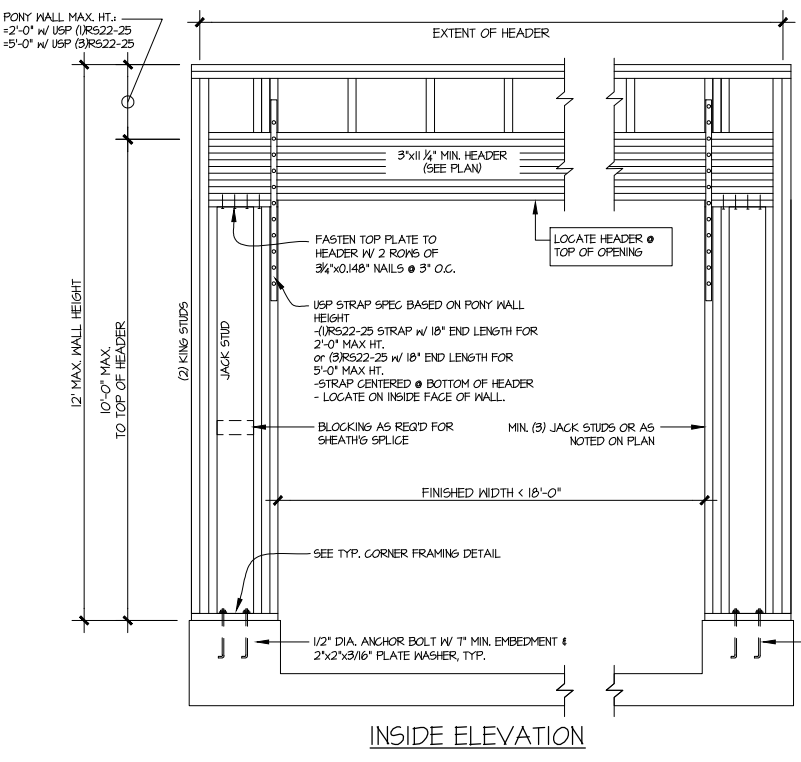 PONY WALL MAX. HT.:
=2'-0" W/ USP (1)RS22-25
=5'-0" W/ USP (3)RS22-25
EXTENT OF HEADER
3"x11 1/4" MIN. HEADER
(SEE PLAN)
FASTEN TOP PLATE TO
HEADER W/ 2 ROWS OF
3 1/4"x0.148" NAILS @ 3" O.C.
LOCATE HEADER @
TOP OF OPENING
USP STRAP SPEC BASED ON PONY WALL
HEIGHT
-(1)RS22-25 STRAP w/ 18" END LENGTH FOR
2'-0" MAX HT.
or (3)RS22-25 w/ 18" END LENGTH FOR
5'-0" MAX HT.
-STRAP CENTERED @ BOTTOM OF HEADER
- LOCATE ON INSIDE FACE OF WALL.
12' MAX. WALL HEIGHT
10'-0" MAX.
TO TOP OF HEADER
(2) KING STUDS
JACK STUD
BLOCKING AS REQ'D FOR
SHEATH'G SPLICE
MIN. (3) JACK STUDS OR AS
NOTED ON PLAN
FINISHED WIDTH < 18'-0"
SEE TYP. CORNER FRAMING DETAIL
1/2" DIA. ANCHOR BOLT W/ 7" MIN. EMBEDMENT &
2"x2"x3/16" PLATE WASHER, TYP.
INSIDE ELEVATION